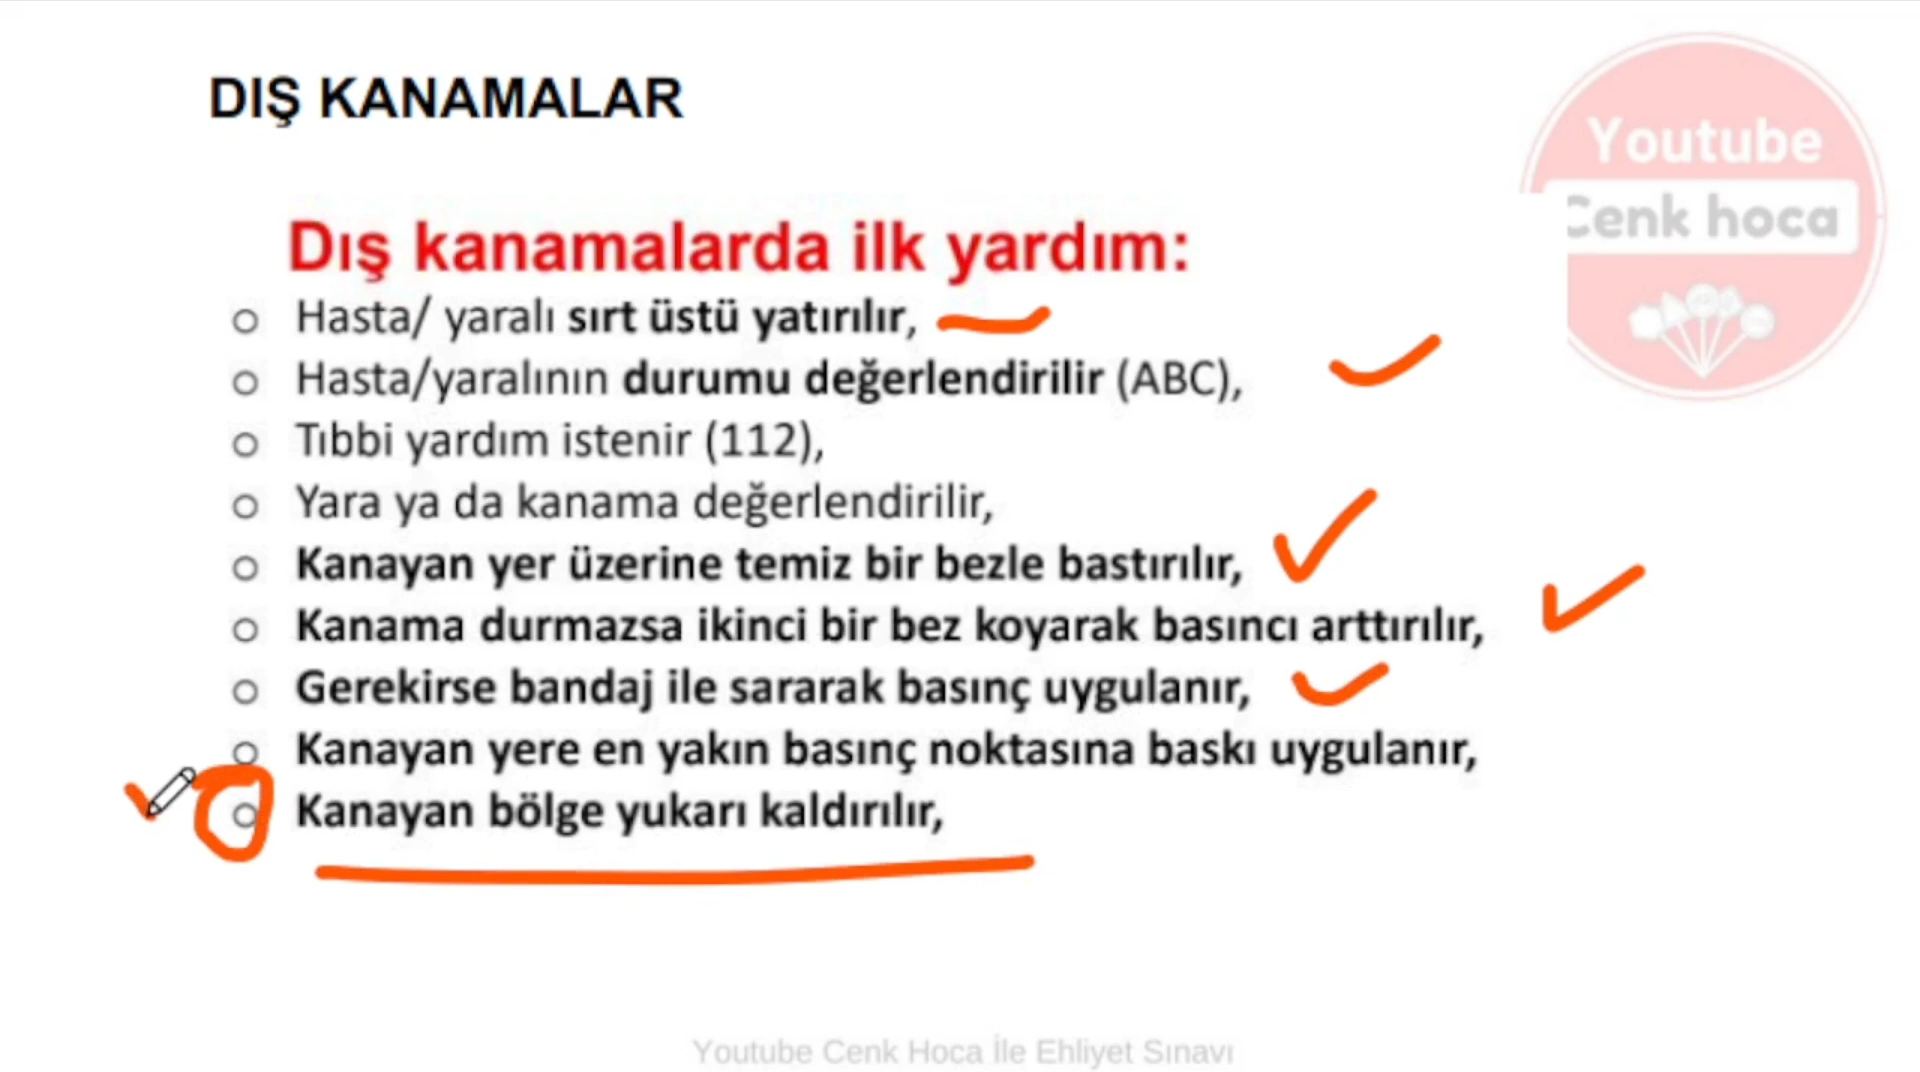 DIŞ KANAMALAR
Youtube
Cenk hoca
Dış kanamalarda ilk yardım:
Hasta/ yaralı sırt üstü yatırılır,
Hasta/yaralının durumu değerlendirilir (ABC),
Tıbbi yardım istenir (112),
Yara ya da kanama değerlendirilir,
Kanayan yer üzerine temiz bir bezle bastırılır,
Kanama durmazsa ikinci bir bez koyarak basıncı arttırılır,
Gerekirse bandaj ile sararak basınç uygulanır,
Kanayan yere en yakın basınç noktasına baskı uygulanır,
Kanayan bölge yukarı kaldırılır,
Youtube Cenk Hoca İle Ehliyet Sınavı